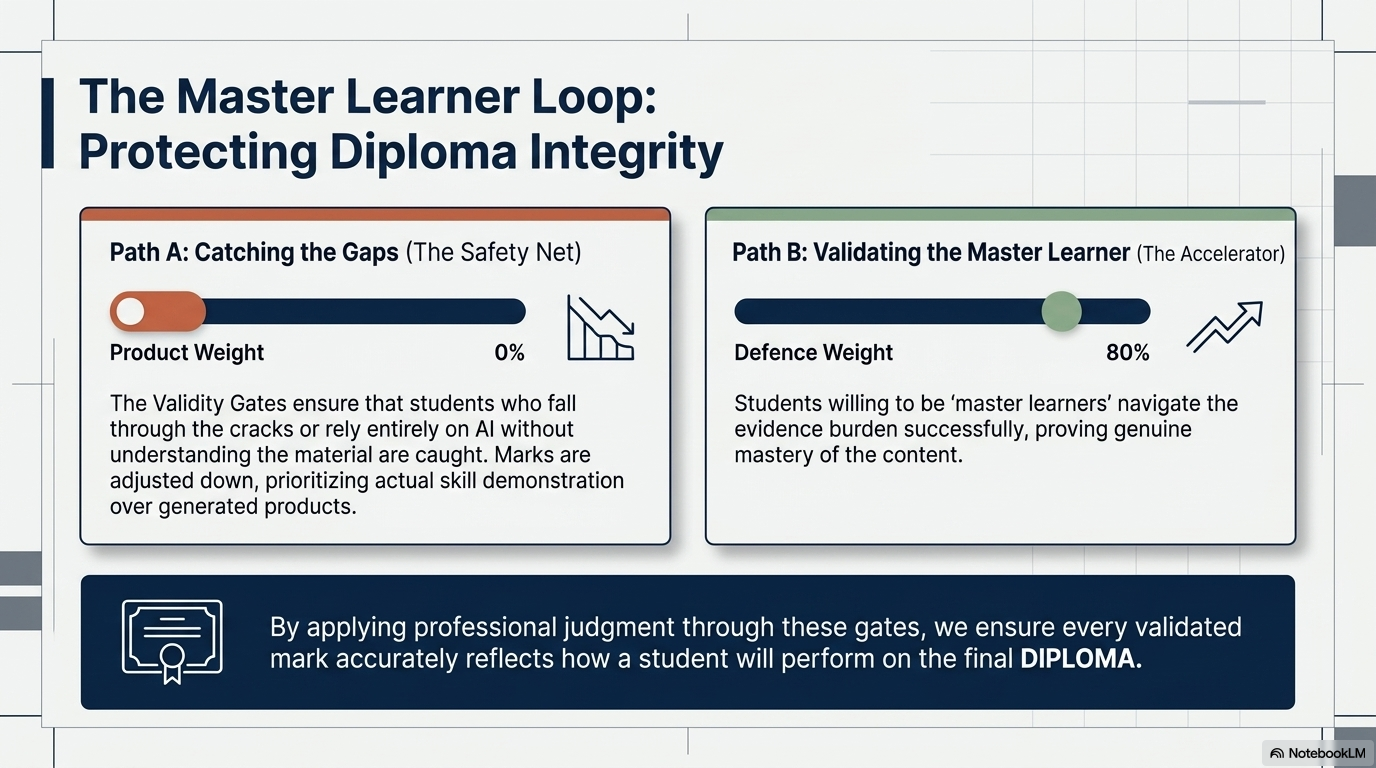 The Master Learner Loop:
Protecting Diploma Integrity
Path A: Catching the Gaps (The Safety Net)
Product Weight 0%
The Validity Gates ensure that students who fall
through the cracks or rely entirely on AI without
understanding the material are caught. Marks are
adjusted down, prioritizing actual skill demonstration
over generated products.
Path B: Validating the Master Learner (The Accelerator)
Defence Weight 80%
Students willing to be ‘master learners’ navigate the
evidence burden successfully, proving genuine
mastery of the content.
By applying professional judgment through these gates, we ensure every validated
mark accurately reflects how a student will perform on the final DIPLOMA.
NotebookLM